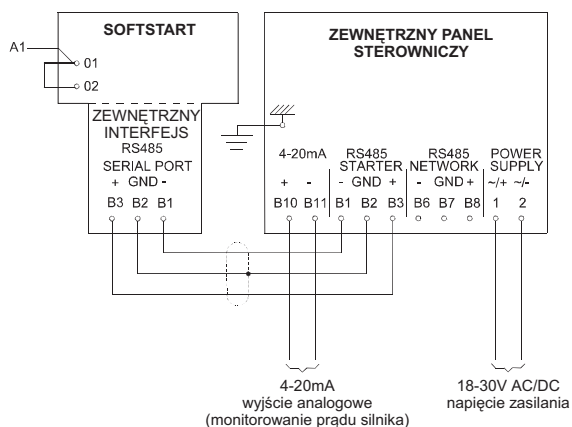 SOFTSTART
A1
01
02
ZEWNĘTRZNY
INTERFEJS
RS485
SERIAL PORT
+ GND -
B3 B2 B1
ZEWNĘTRZNY PANEL
STEROWNICZY
4-20mA RS485 RS485 POWER
STARTER NETWORK SUPPLY
+ - - GND + - GND + ~/+ ~/-
B10 B11 B1 B2 B3 B6 B7 B8 1 2
4-20mA
wyjście analogowe
(monitorowanie prądu silnika)
18-30V AC/DC
napięcie zasilania